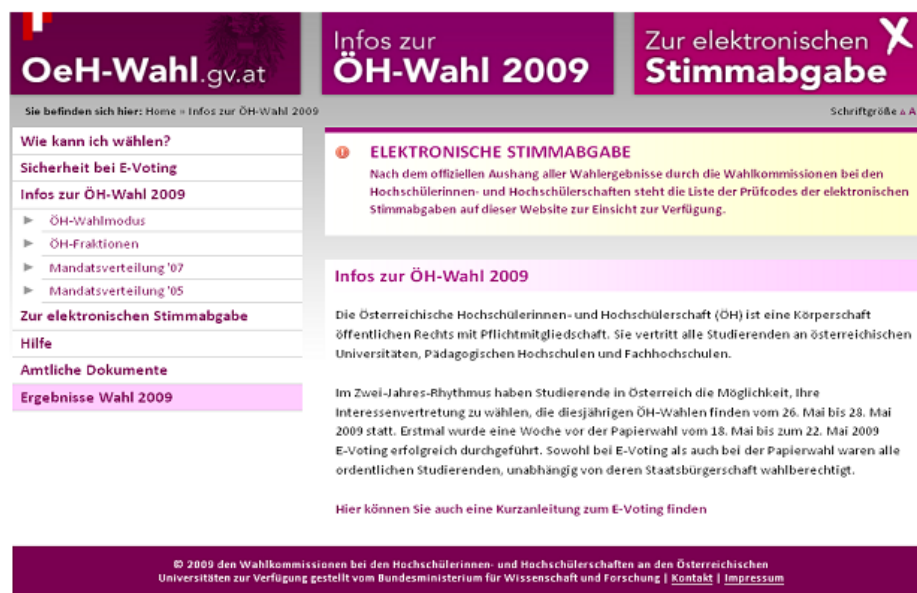 OeH-Wahl.gv.at
Infos zur
ÖH-Wahl 2009
Zur elektronischen
Stimmabgabe
Sie befinden sich hier: Home » Infos zur ÖH-Wahl 2009
Schriftgröße A A
Wie kann ich wählen?
Sicherheit bei E-Voting
Infos zur ÖH-Wahl 2009
ÖH-Wahlmodus
ÖH-Fraktionen
Mandatsverteilung '07
Mandatsverteilung '05
Zur elektronischen Stimmabgabe
Hilfe
Amtliche Dokumente
Ergebnisse Wahl 2009
ELEKTRONISCHE STIMMABGABE
Nach dem offiziellen Aushang aller Wahlergebnisse durch die Wahlkommissionen bei den
Hochschülerinnen- und Hochschülerschaften steht die Liste der Prüfcodes der elektronischen
Stimmabgaben auf dieser Website zur Einsicht zur Verfügung.
Infos zur ÖH-Wahl 2009
Die Österreichische Hochschülerinnen- und Hochschülerschaft (ÖH) ist eine Körperschaft
öffentlichen Rechts mit Pflichtmitgliedschaft. Sie vertritt alle Studierenden an österreichischen
Universitäten, Pädagogischen Hochschulen und Fachhochschulen.
Im Zwei-Jahres-Rhythmus haben Studierende in Österreich die Möglichkeit, Ihre
Interessenvertretung zu wählen, die diesjährigen ÖH-Wahlen finden vom 26. Mai bis 28. Mai
2009 statt. Erstmal wurde eine Woche vor der Papierwahl vom 18. Mai bis zum 22. Mai 2009
E-Voting erfolgreich durchgeführt. Sowohl bei E-Voting als auch bei der Papierwahl waren alle
ordentlichen Studierenden, unabhängig von deren Staatsbürgerschaft wahlberechtigt.
Hier können Sie auch eine Kurzanleitung zum E-Voting finden
© 2009 den Wahlkommissionen bei den Hochschülerinnen- und Hochschülerschaften an den Österreichischen
Universitäten zur Verfügung gestellt vom Bundesministerium für Wissenschaft und Forschung | Kontakt | Impressum